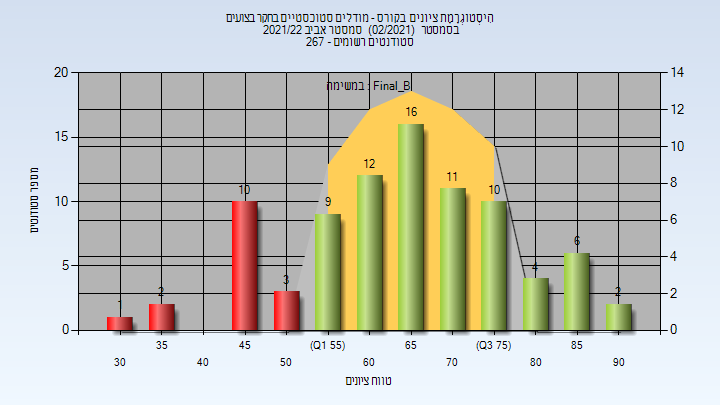 היסטוגרמת ציונים בקורס - מודלים סטוכסטיים בחקר בצועים
בסמסטר (02/2021) סמסטר אביב 2021/22
סטודנטים רשומים - 267
במשימה : Final_B
20 14
15 12
10 10
5 8
0 6
4
2
0
מספר סטודנטים
1 2 10 3 9 12 16 11 10 4 6 2
35 45 (Q1 55) 65 (Q3 75) 85
30 40 50 60 70 80 90
טווח ציונים